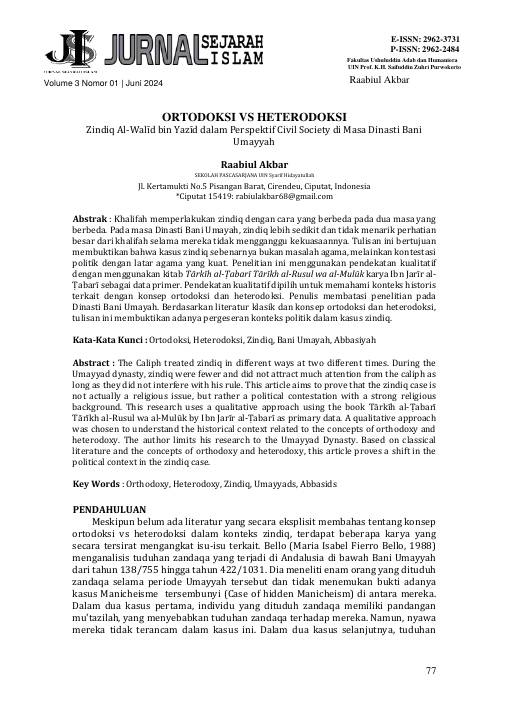 JURNAL SEJARAH ISLAM
E-ISSN: 2962-3731
P-ISSN: 2962-2484
Fakultas Ushuluddin Adab dan Humaniora
UIN Prof. K.H. Saifuddin Zuhri Purwokerto
JURNAL SEJARAH ISLAM
Volume 3 Nomor 01 | Juni 2024
Raabiul Akbar
ORTODOKSI VS HETERODOKSI
Zindiq Al-Walīd bin Yazīd dalam Perspektif Civil Society di Masa Dinasti Bani
Umayyah
Raabiul Akbar
SEKOLAH PASCASARJANA UIN Syarif Hidayatullah
Jl. Kertamukti No.5 Pisangan Barat, Cirendeu, Ciputat, Indonesia
*Ciputat 15419: rabiulakbar68@gmail.com
Abstrak : Khalifah memperlakukan zindiq dengan cara yang berbeda pada dua masa yang
berbeda. Pada masa Dinasti Bani Umayah, zindiq lebih sedikit dan tidak menarik perhatian
besar dari khalifah selama mereka tidak mengganggu kekuasaannya. Tulisan ini bertujuan
membuktikan bahwa kasus zindiq sebenarnya bukan masalah agama, melainkan kontestasi
politik dengan latar agama yang kuat. Penelitian ini menggunakan pendekatan kualitatif
dengan menggunakan kitab Tārkīh al-Ṭabarī Tārīkh al-Rusul wa al-Mulūk karya Ibn Jarīr al-
Ṭabarī sebagai data primer. Pendekatan kualitatif dipilih untuk memahami konteks historis
terkait dengan konsep ortodoksi dan heterodoksi. Penulis membatasi penelitian pada
Dinasti Bani Umayah. Berdasarkan literatur klasik dan konsep ortodoksi dan heterodoksi,
tulisan ini membuktikan adanya pergeseran konteks politik dalam kasus zindiq.
Kata-Kata Kunci : Ortodoksi, Heterodoksi, Zindiq, Bani Umayah, Abbasiyah
Abstract : The Caliph treated zindiq in different ways at two different times. During the
Umayyad dynasty, zindiq were fewer and did not attract much attention from the caliph as
long as they did not interfere with his rule. This article aims to prove that the zindiq case is
not actually a religious issue, but rather a political contestation with a strong religious
background. This research uses a qualitative approach using the book Tārkīh al-Ṭabarī
Tārīkh al-Rusul wa al-Mulūk by Ibn Jarīr al-Ṭabarī as primary data. A qualitative approach
was chosen to understand the historical context related to the concepts of orthodoxy and
heterodoxy. The author limits his research to the Umayyad Dynasty. Based on classical
literature and the concepts of orthodoxy and heterodoxy, this article proves a shift in the
political context in the zindiq case.
Key Words : Orthodoxy, Heterodoxy, Zindiq, Umayyads, Abbasids
PENDAHULUAN
Meskipun belum ada literatur yang secara eksplisit membahas tentang konsep
ortodoksi vs heterodoksi dalam konteks zindiq, terdapat beberapa karya yang
secara tersirat mengangkat isu-isu terkait. Bello (Maria Isabel Fierro Bello, 1988)
menganalisis tuduhan zandaqa yang terjadi di Andalusia di bawah Bani Umayyah
dari tahun 138/755 hingga tahun 422/1031. Dia meneliti enam orang yang dituduh
zandaqa selama periode Umayyah tersebut dan tidak menemukan bukti adanya
kasus Manicheisme tersembunyi (Case of hidden Manicheism) di antara mereka.
Dalam dua kasus pertama, individu yang dituduh zandaqa memiliki pandangan
mu'tazilah, yang menyebabkan tuduhan zandaqa terhadap mereka. Namun, nyawa
mereka tidak terancam dalam kasus ini. Dalam dua kasus selanjutnya, tuduhan
77